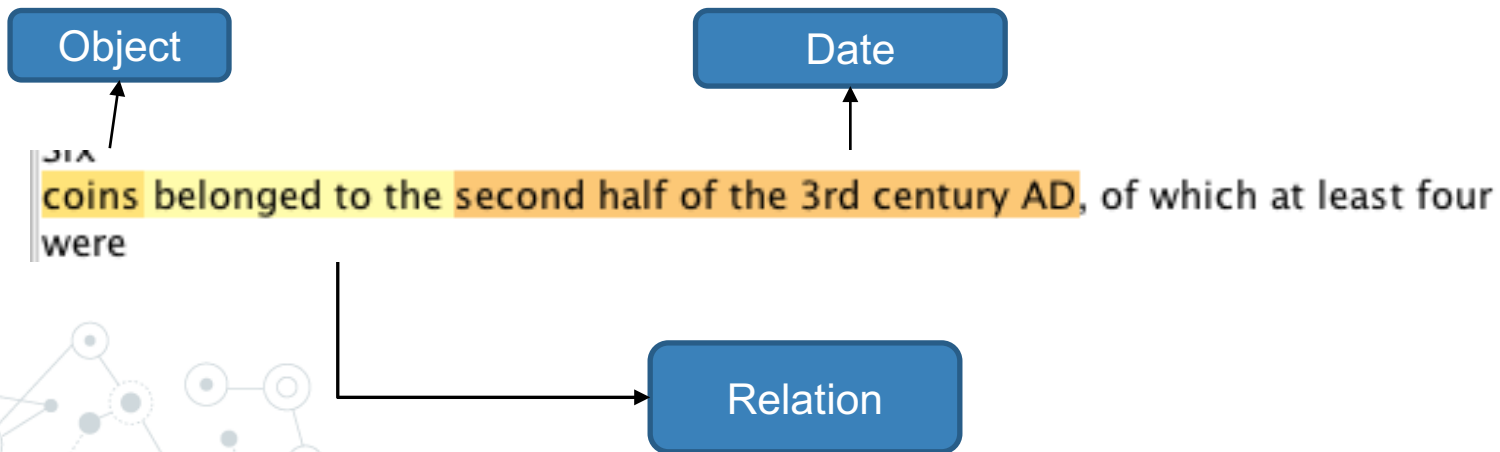 Object
Date
Six
coins belonged to the second half of the 3rd century AD, of which at least four
were
Relation